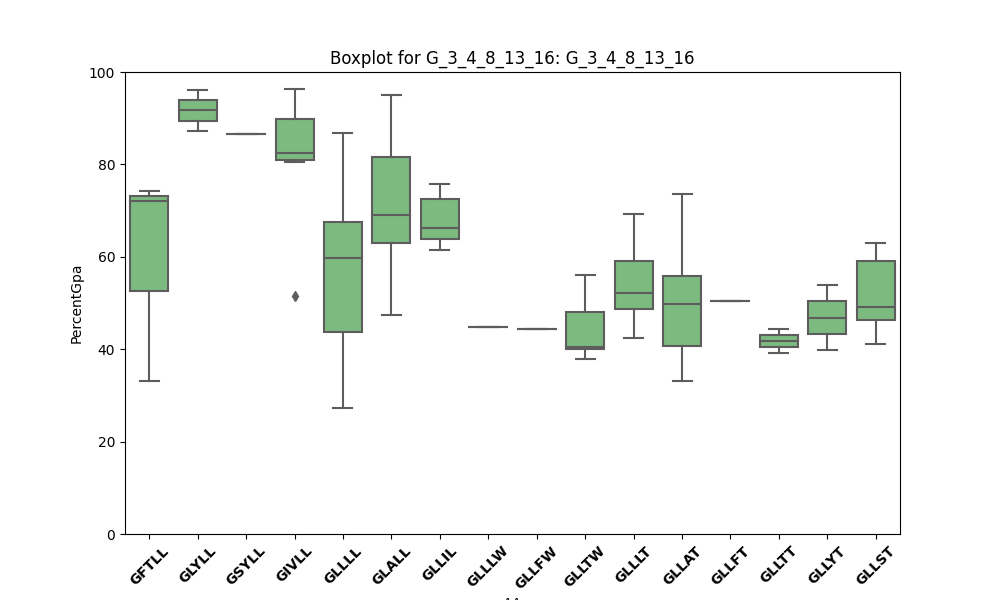 Boxplot for G_3_4_8_13_16: G_3_4_8_13_16
PercentGpa
100
80
60
40
20
0
GFTLL GLYLL GSYLL GIVLL GLLLL GLALL GLLIL GLLLW GLLFW GLLTW GLLLT GLLAT GLLFT GLLTT GLLYT GLLST